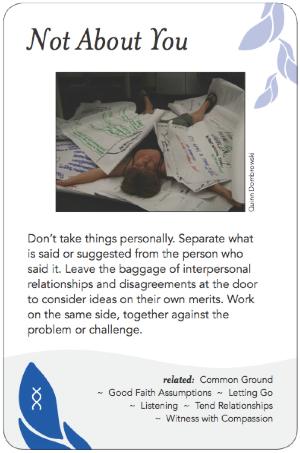 Not About You
Quinn Dombrowski
Don't take things personally. Separate what
is said or suggested from the person who
said it. Leave the baggage of interpersonal
relationships and disagreements at the door
to consider ideas on their own merits. Work
on the same side, together against the
problem or challenge.
related: Common Ground
~ Good Faith Assumptions ~ Letting Go
~ Listening ~ Tend Relationships
~ Witness with Compassion